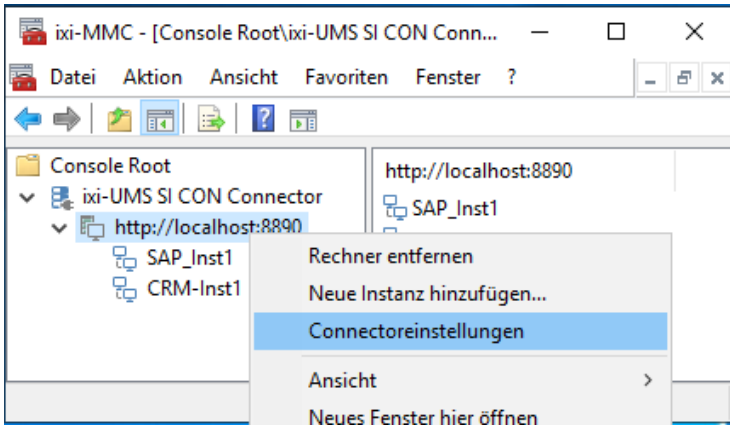 ixi-MMC - [Console Root\ixi-UMS SI CON Conn...
Datei Aktion Ansicht Favoriten Fenster ?
Console Root
ixi-UMS SI CON Connector
http://localhost:8890
SAP_Inst1
CRM-Inst1
http://localhost:8890
SAP_Inst1
Rechner entfernen
Neue Instanz hinzufügen...
Connectoreinstellungen
Ansicht
Neues Fenster hier öffnen